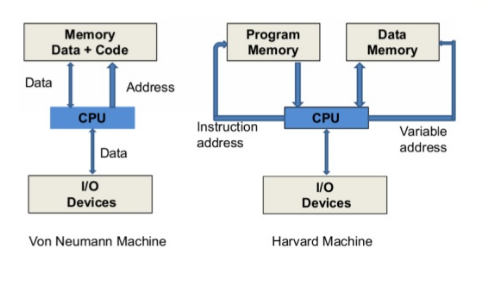 Memory
Data + Code
Data
Address
CPU
Data
I/O
Devices
Von Neumann Machine
Program
Memory
Data
Memory
Instruction
address
CPU
Variable
address
I/O
Devices
Harvard Machine